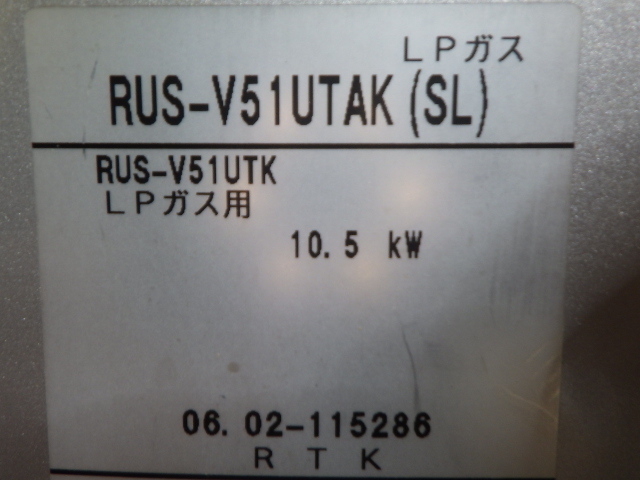 LPガス
RUS-V51UTAK(SL)
RUS-V51UTK
LPガス用
10.5 kW
06.02-115286
RTK